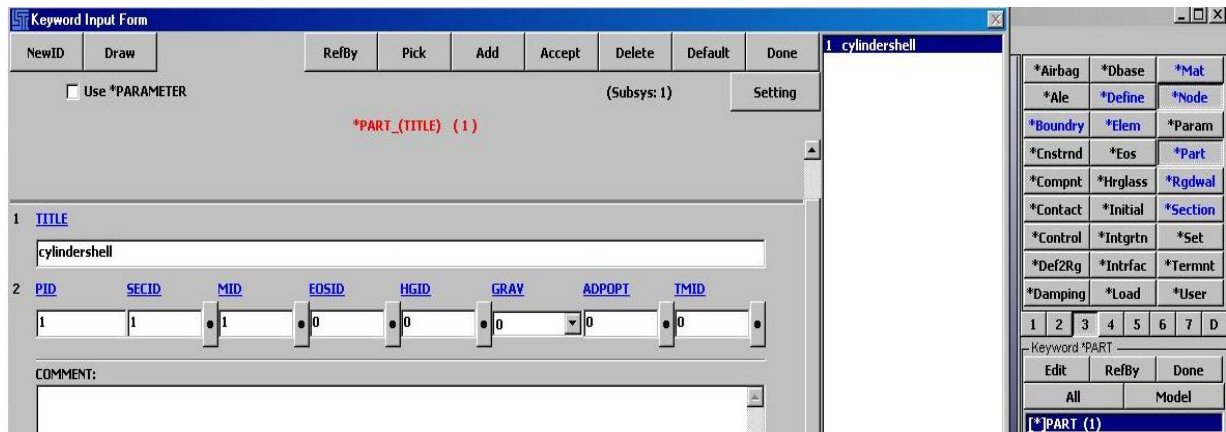 Keyword Input Form
NewID Draw RefBy Pick Add Accept Delete Default Done
Use *PARAMETER (Subsys: 1) Setting
*PART_(TITLE) (1)
1 TITLE
cylindershell
2 PID SECID MID EOSID HGID GRAV ADPOPT TMID
1 1 1 0 0 0 0 0
COMMENT:
1 cylindershell
*Airbag *Dbase *Mat
*Ale *Define *Node
*Boundry *Elem *Param
*Cnstrnd *Eos *Part
*Compnt *Hrglass *Rgdwal
*Contact *Initial *Section
*Control *Intgrtn *Set
*Def2Rg *Intrfac *Termnt
*Damping *Load *User
1 2 3 4 5 6 7 D
Keyword *PART
Edit RefBy Done
All Model
[*]PART (1)